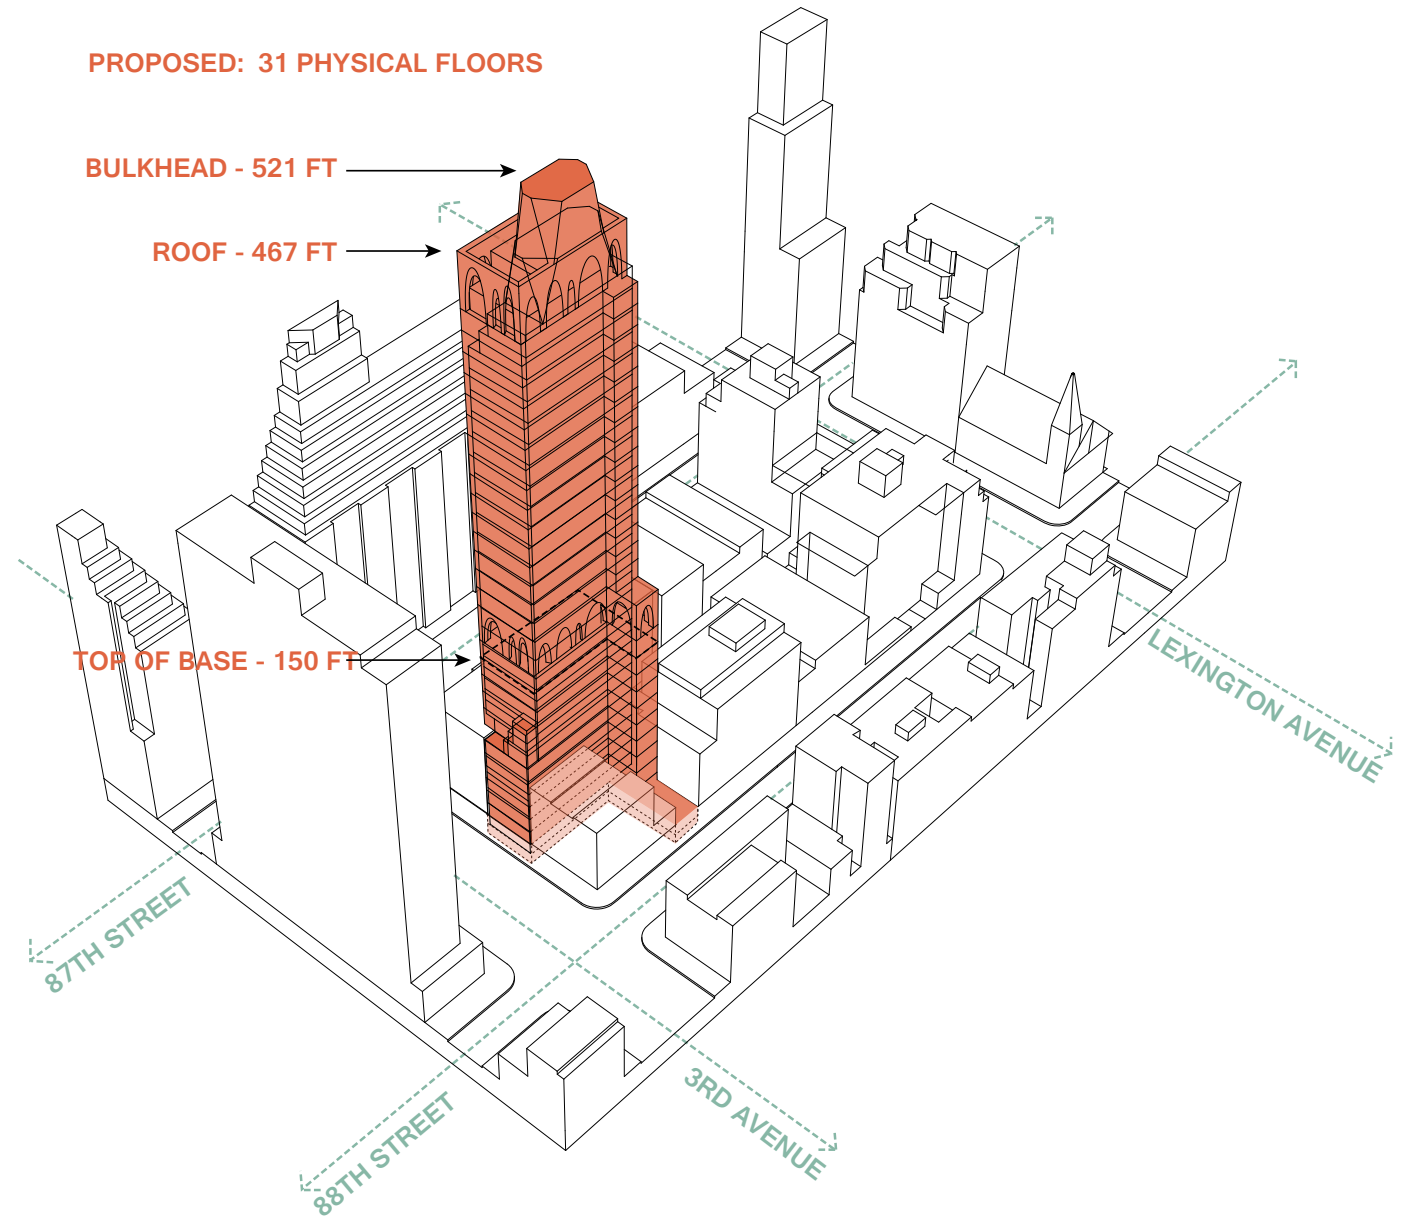 PROPOSED: 31 PHYSICAL FLOORS
BULKHEAD - 521 FT
ROOF - 467 FT
TOP OF BASE - 150 FT
LEXINGTON AVENUE
87TH STREET
3RD AVENUE
88TH STREET